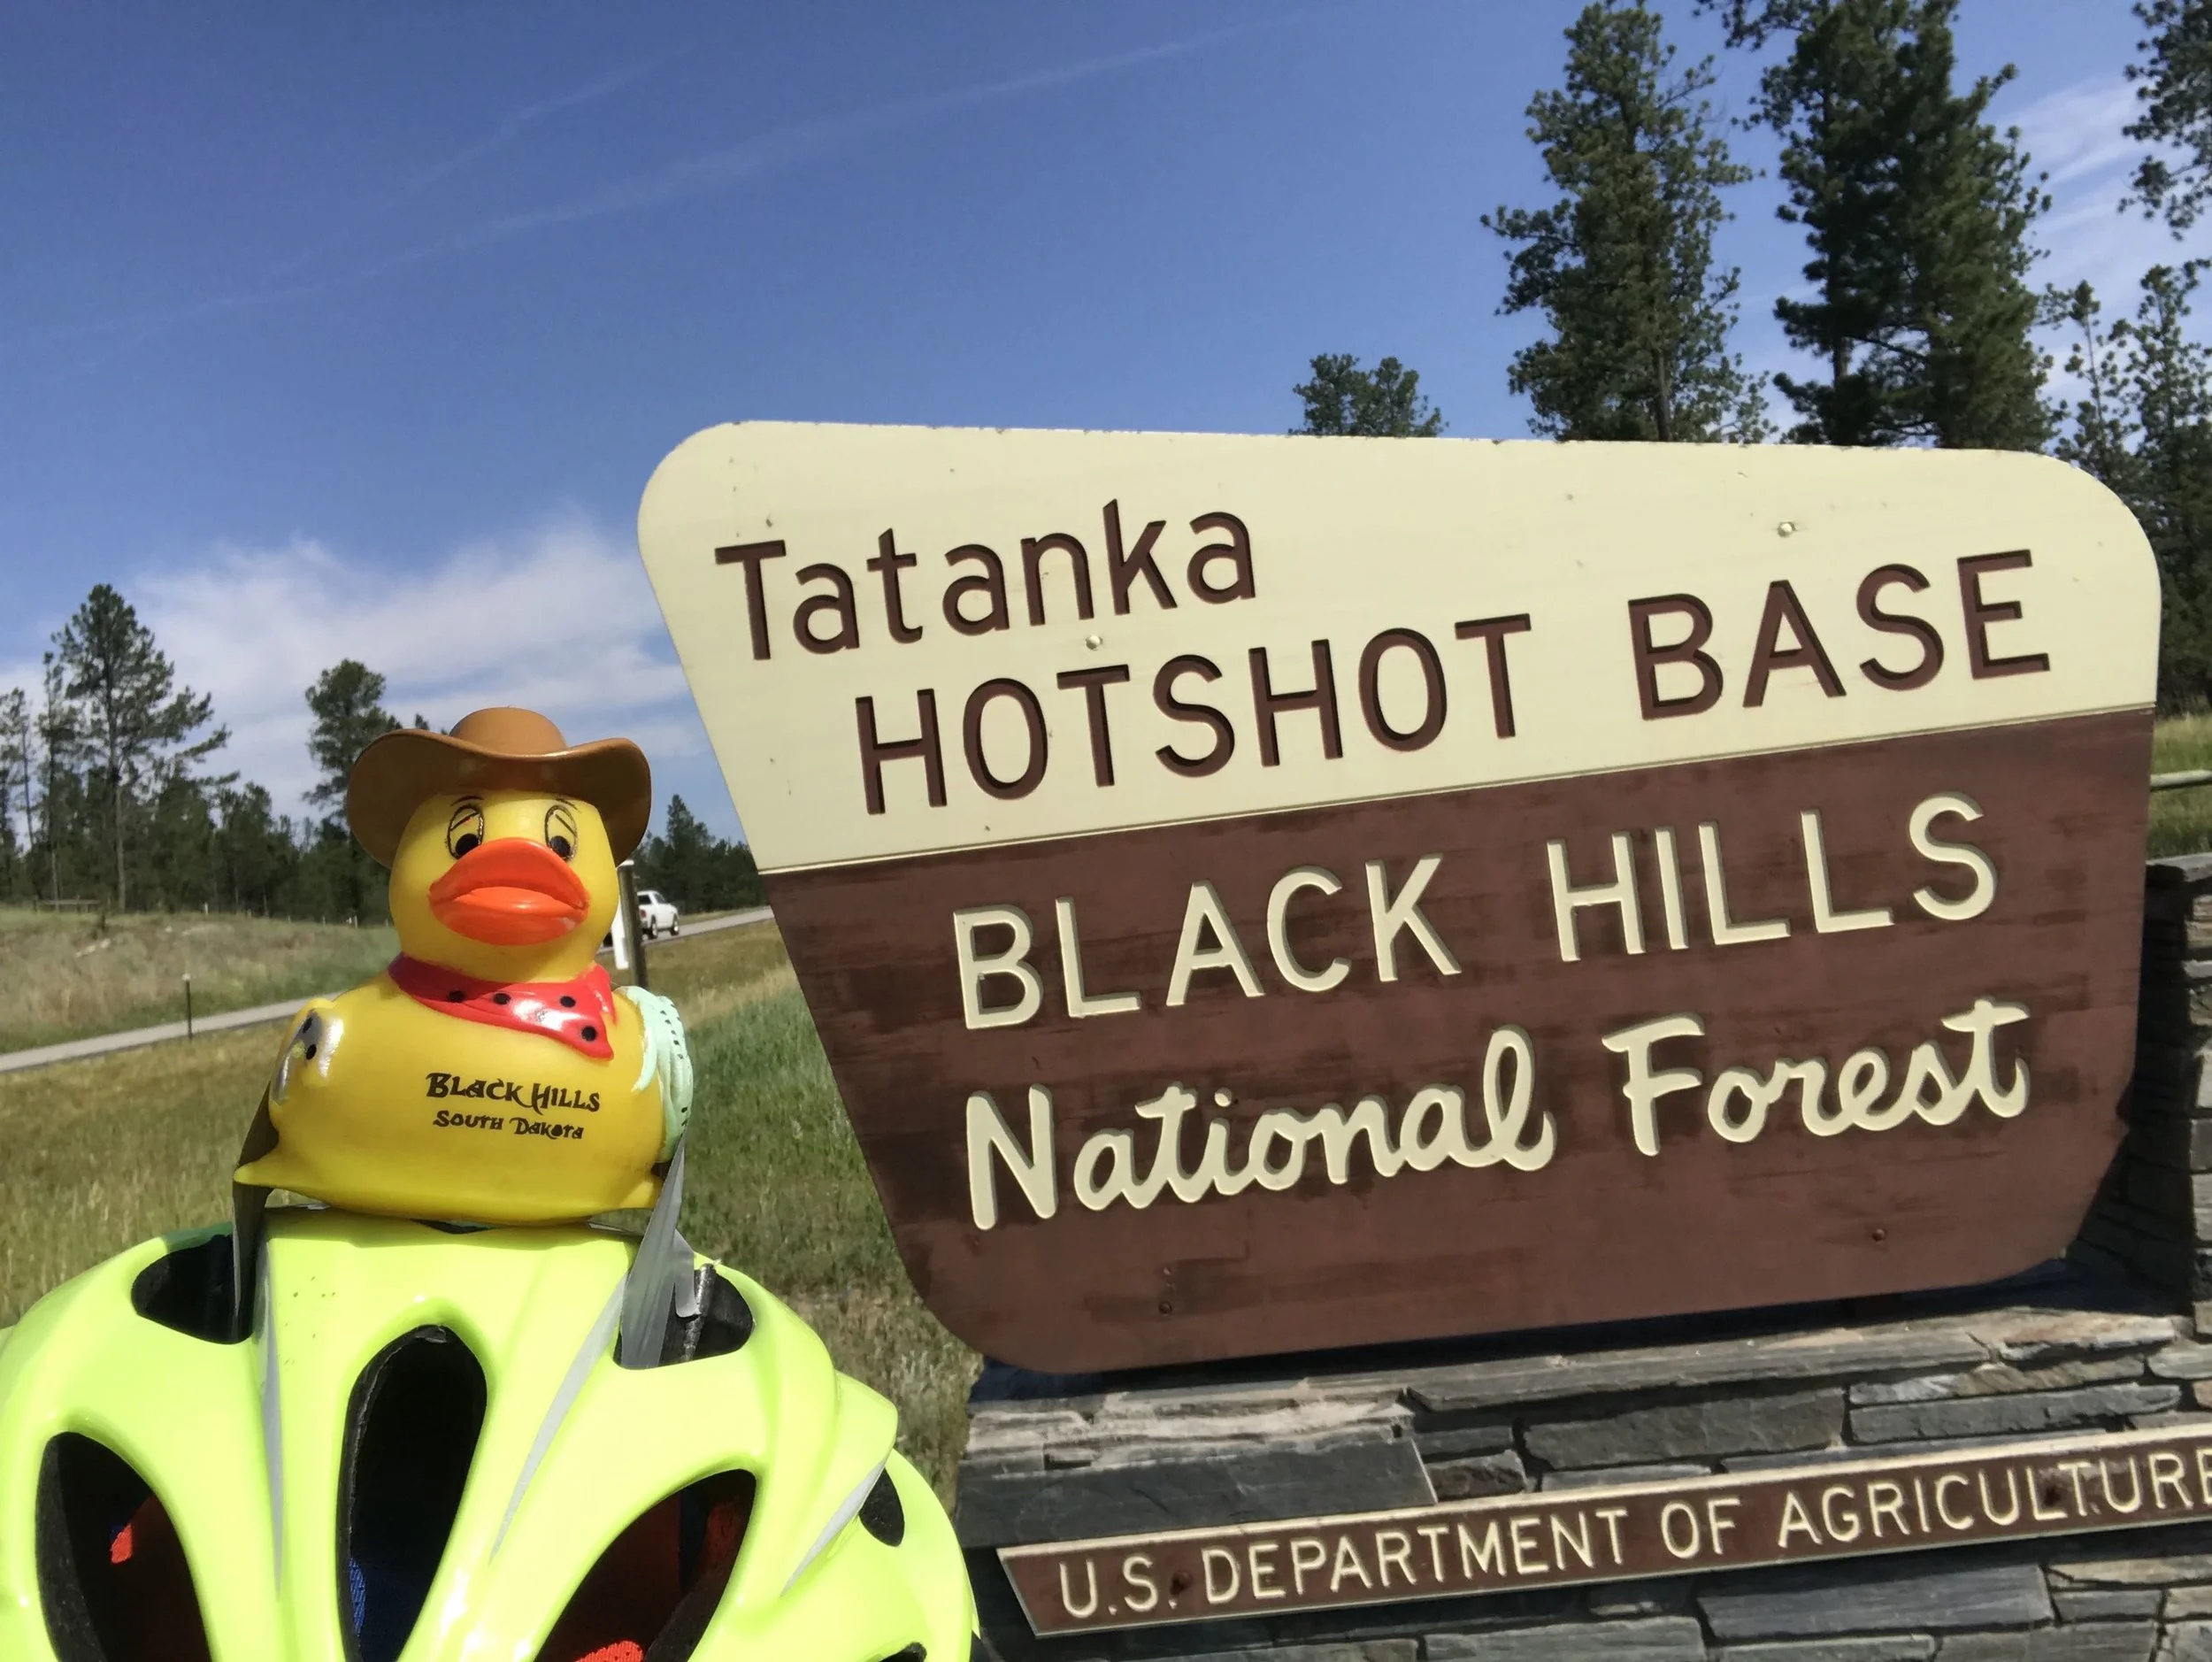 Tatanka
HOTSHOT BASE
BLACK HILLS
National Forest
U.S. DEPARTMENT OF AGRICULTURE
BLACK HILLS
SOUTH DAKOTA